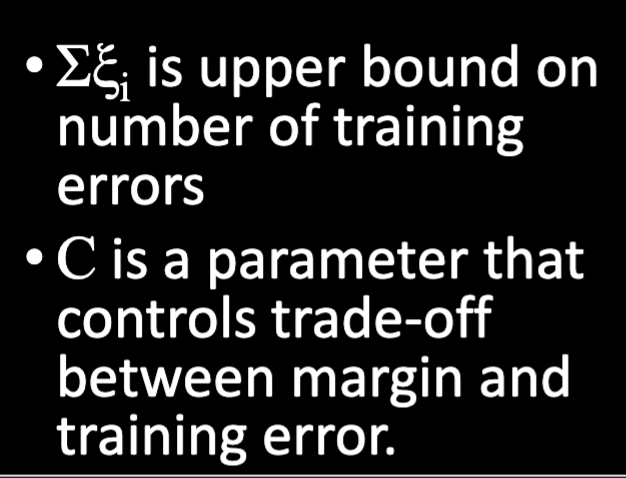 • Σξᵢ is upper bound on
number of training
errors
• C is a parameter that
controls trade-off
between margin and
training error.